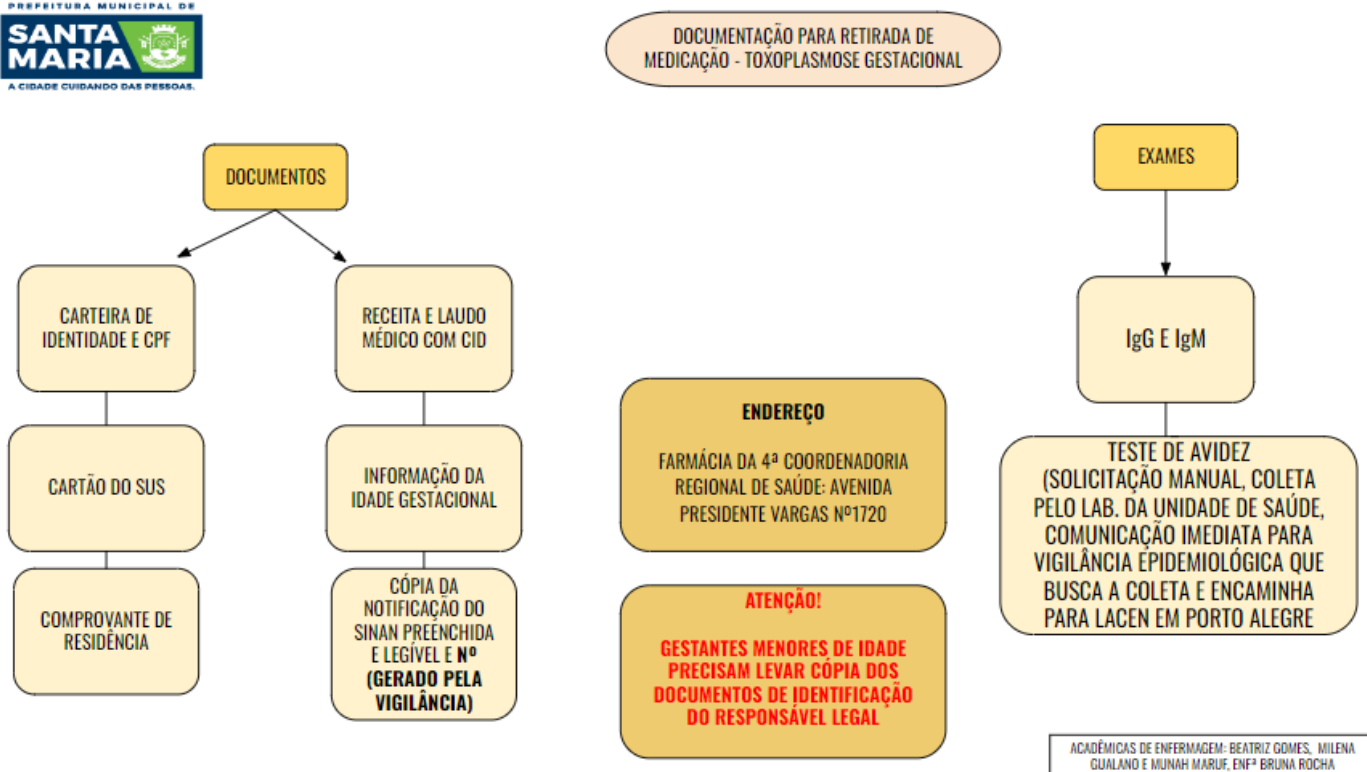 PREFEITURA MUNICIPAL DE
SANTA
MARIA
A CIDADE CUIDANDO DAS PESSOAS.
DOCUMENTAÇÃO PARA RETIRADA DE
MEDICAÇÃO - TOXOPLASMOSE GESTACIONAL
DOCUMENTOS
CARTEIRA DE
IDENTIDADE E CPF
CARTÃO DO SUS
COMPROVANTE DE
RESIDÊNCIA
RECEITA E LAUDO
MÉDICO COM CID
INFORMAÇÃO DA
IDADE GESTACIONAL
CÓPIA DA
NOTIFICAÇÃO DO
SINAN PREENCHIDA
E LEGÍVEL E Nº
(GERADO PELA
VIGILÂNCIA)
ENDEREÇO
FARMÁCIA DA 4ª COORDENADORIA
REGIONAL DE SAÚDE: AVENIDA
PRESIDENTE VARGAS Nº1720
ATENÇÃO!
GESTANTES MENORES DE IDADE
PRECISAM LEVAR CÓPIA DOS
DOCUMENTOS DE IDENTIFICAÇÃO
DO RESPONSÁVEL LEGAL
EXAMES
IgG E IgM
TESTE DE AVIDEZ
(SOLICITAÇÃO MANUAL, COLETA
PELO LAB. DA UNIDADE DE SAÚDE,
COMUNICAÇÃO IMEDIATA PARA
VIGILÂNCIA EPIDEMIOLÓGICA QUE
BUSCA A COLETA E ENCAMINHA
PARA LACEN EM PORTO ALEGRE
ACADÊMICAS DE ENFERMAGEM: BEATRIZ GOMES, MILENA
GUALANO E MUNAH MARUF, ENFª BRUNA ROCHA